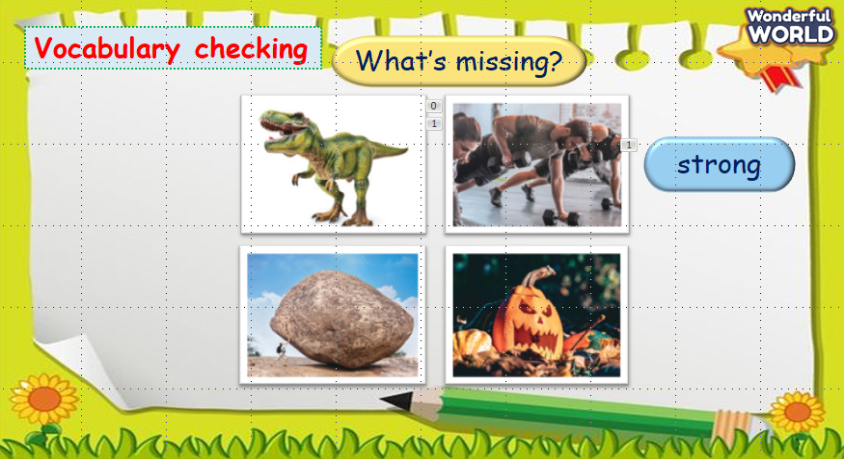 Vocabulary checking
What's missing?
Wonderful
WORLD
0
1
1
strong